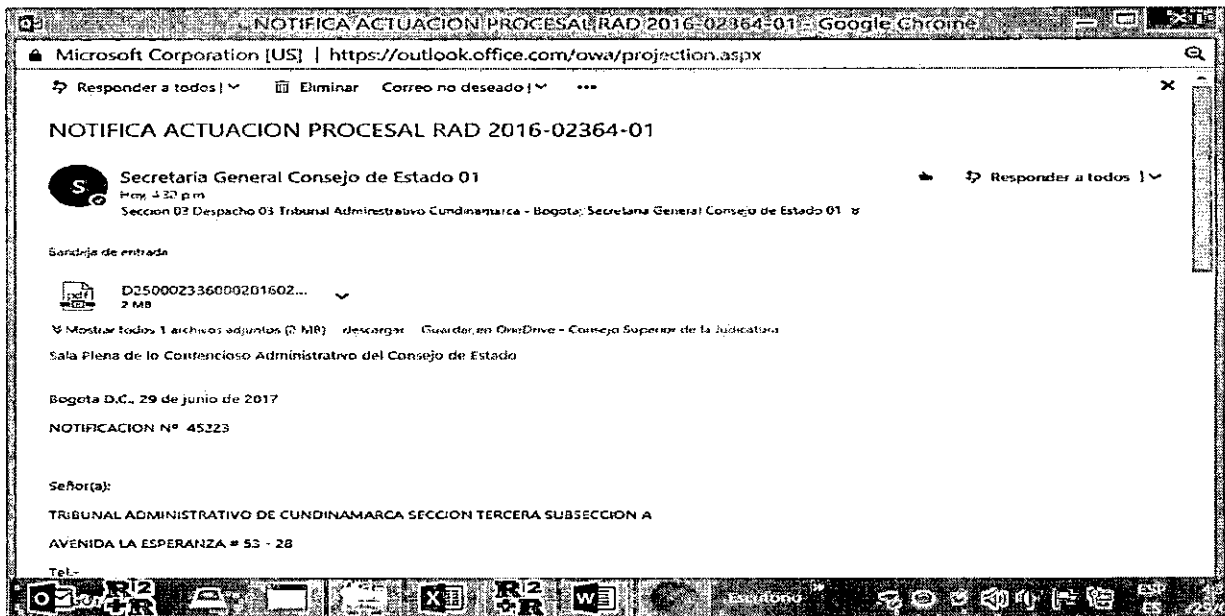 NOTIFICA ACTUACION PROCESAL RAD 2016-02364-01 - Google Chrome
Microsoft Corporation [US] | https://outlook.office.com/owa/projection.aspx
Responder a todos | Eliminar Correo no deseado | ...
NOTIFICA ACTUACION PROCESAL RAD 2016-02364-01
S
Secretaria General Consejo de Estado 01
Responder a todos |
Hoy, 4:32 p.m.
Seccion 03 Despacho 03 Tribunal Administrativo Cundinamarca - Bogota; Secretaria General Consejo de Estado 01
Bandeja de entrada
pdf
D250002336000201602...
2 MB
Mostrar todos 1 archivos adjuntos (2 MB) descargar Guardar en OneDrive - Consejo Superior de la Judicatura
Sala Plena de lo Contencioso Administrativo del Consejo de Estado
Bogota D.C., 29 de junio de 2017
NOTIFICACION Nº 45223
Señor(a):
TRIBUNAL ADMINISTRATIVO DE CUNDINAMARCA SECCION TERCERA SUBSECCION A
AVENIDA LA ESPERANZA # 53 - 28
Tel.-
Escritorio
ESP